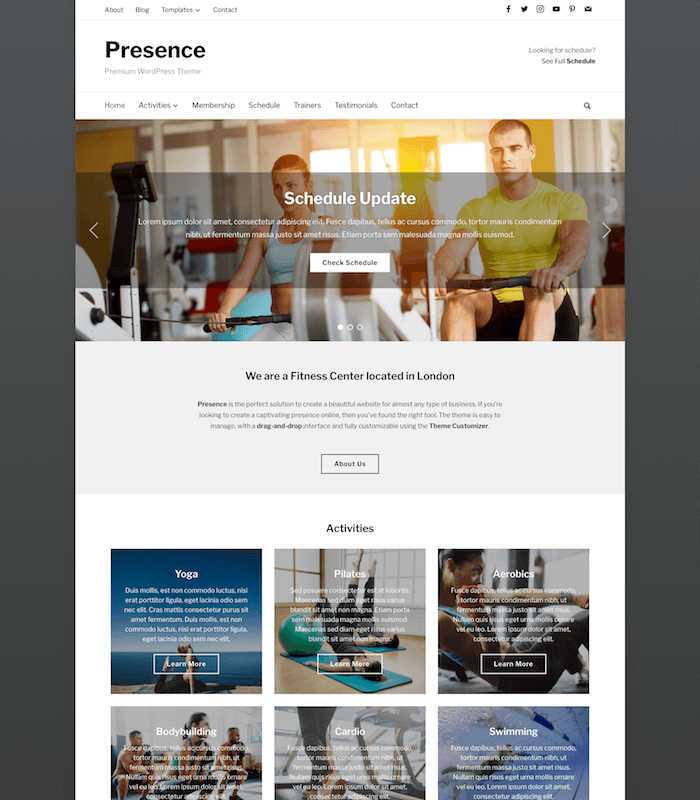 About Blog Templates Contact
Presence
Premium WordPress Theme
Looking for schedule?
See Full Schedule
Home Activities Membership Schedule Trainers Testimonials Contact
Schedule Update
Lorem ipsum dolor sit amet, consectetur adipiscing elit. Fusce dapibus, tellus ac cursus commodo, tortor mauris condimentum
nibh, ut fermentum massa justo sit amet risus. Etiam porta sem malesuada magna mollis euismod.
Check Schedule
We are a Fitness Center located in London
Presence is the perfect solution to create a beautiful website for almost any type of business. If you're
looking to create a captivating presence online, then you've found the right tool. The theme is easy to
manage, with a drag-and-drop interface and fully customizable using the Theme Customizer.
About Us
Activities
Yoga
Duis mollis, est non commodo luctus, nisi
erat porttitor ligula, eget lacinia odio sem
nec elit. Cras mattis consectetur purus sit
amet fermentum. Duis mollis, est non
commodo luctus, nisi erat porttitor ligula,
eget lacinia odio sem nec elit.
Learn More
Pilates
Sed posuere consectetur est at lobortis.
Maecenas sed diam eget risus varius
blandit sit amet non magna. Etiam porta
sem malesuada magna mollis euismod.
Maecenas sed diam eget risus varius
blandit sit amet non magna.
Learn More
Aerobics
Fusce dapibus, tellus ac cursus commodo,
tortor mauris condimentum nibh, ut
fermentum massa justo sit amet risus.
Nullam quis risus eget urna mollis ornare
vel eu leo. Lorem ipsum dolor sit amet,
consectetur adipiscing elit.
Learn More
Bodybuilding
Fusce dapibus, tellus ac cursus commodo,
tortor mauris condimentum nibh, ut
fermentum massa justo sit amet risus.
Nullam quis risus eget urna mollis ornare
vel eu leo. Lorem ipsum dolor sit amet,
consectetur adipiscing elit.
Cardio
Fusce dapibus, tellus ac cursus commodo,
tortor mauris condimentum nibh, ut
fermentum massa justo sit amet risus.
Nullam quis risus eget urna mollis ornare
vel eu leo. Lorem ipsum dolor sit amet,
consectetur adipiscing elit.
Swimming
Fusce dapibus, tellus ac cursus commodo,
tortor mauris condimentum nibh, ut
fermentum massa justo sit amet risus.
Nullam quis risus eget urna mollis ornare
vel eu leo. Lorem ipsum dolor sit amet,
consectetur adipiscing elit.